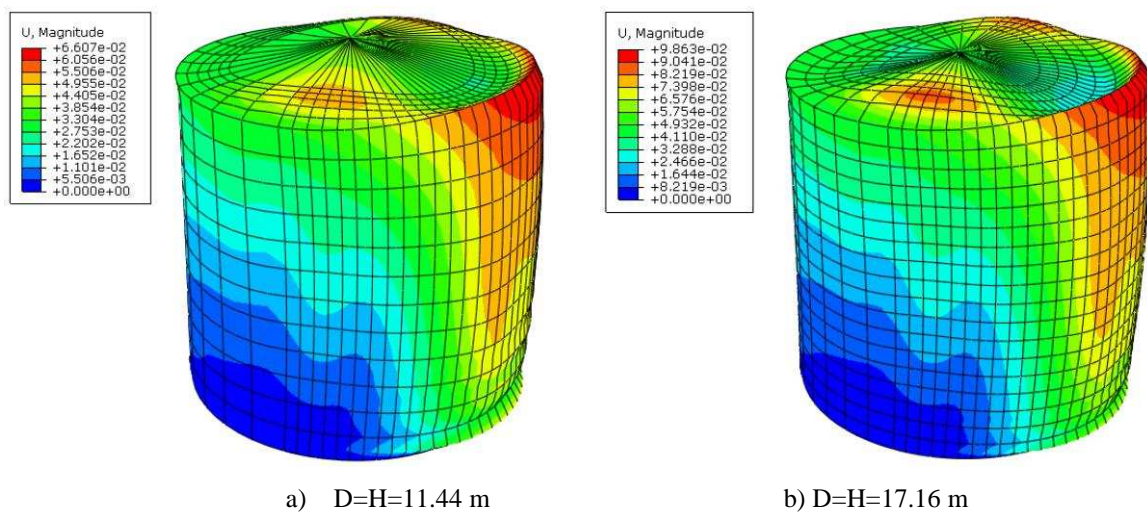 U, Magnitude
+6.607e-02
+6.056e-02
+5.506e-02
+4.955e-02
+4.405e-02
+3.854e-02
+3.304e-02
+2.753e-02
+2.202e-02
+1.652e-02
+1.101e-02
+5.506e-03
+0.000e+00
U, Magnitude
+9.863e-02
+9.041e-02
+8.219e-02
+7.398e-02
+6.576e-02
+5.754e-02
+4.932e-02
+4.110e-02
+3.288e-02
+2.466e-02
+1.644e-02
+8.219e-03
+0.000e+00
a) D=H=11.44 m
b) D=H=17.16 m